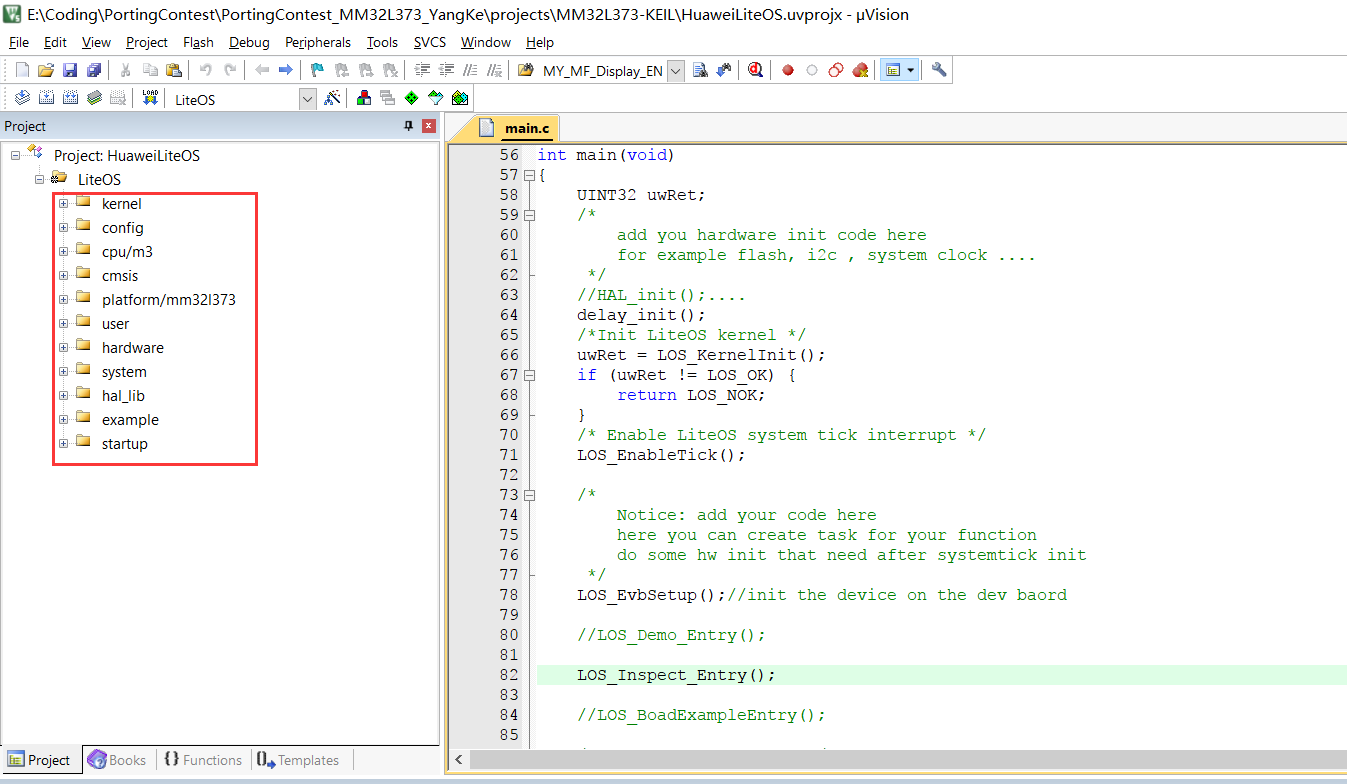 E:\Coding\PortingContest\PortingContest_MM32L373_YangKe\projects\MM32L373-KEIL\HuaweiLiteOS.uvprojx - µVision
File Edit View Project Flash Debug Peripherals Tools SVCS Window Help
MY_MF_Display_EN
LOAD
LiteOS
Project
Project: HuaweiLiteOS
LiteOS
kernel
config
cpu/m3
cmsis
platform/mm32l373
user
hardware
system
hal_lib
example
startup
Project Books Functions Templates
main.c
56 int main(void)
57 {
58 UINT32 uwRet;
59 /*
60 add you hardware init code here
61 for example flash, i2c , system clock ....
62 */
63 //HAL_init();....
64 delay_init();
65 /*Init LiteOS kernel */
66 uwRet = LOS_KernelInit();
67 if (uwRet != LOS_OK) {
68 return LOS_NOK;
69 }
70 /* Enable LiteOS system tick interrupt */
71 LOS_EnableTick();
72
73 /*
74 Notice: add your code here
75 here you can create task for your function
76 do some hw init that need after systemtick init
77 */
78 LOS_EvbSetup();//init the device on the dev baord
79
80 //LOS_Demo_Entry();
81
82 LOS_Inspect_Entry();
83
84 //LOS_BoadExampleEntry();
85